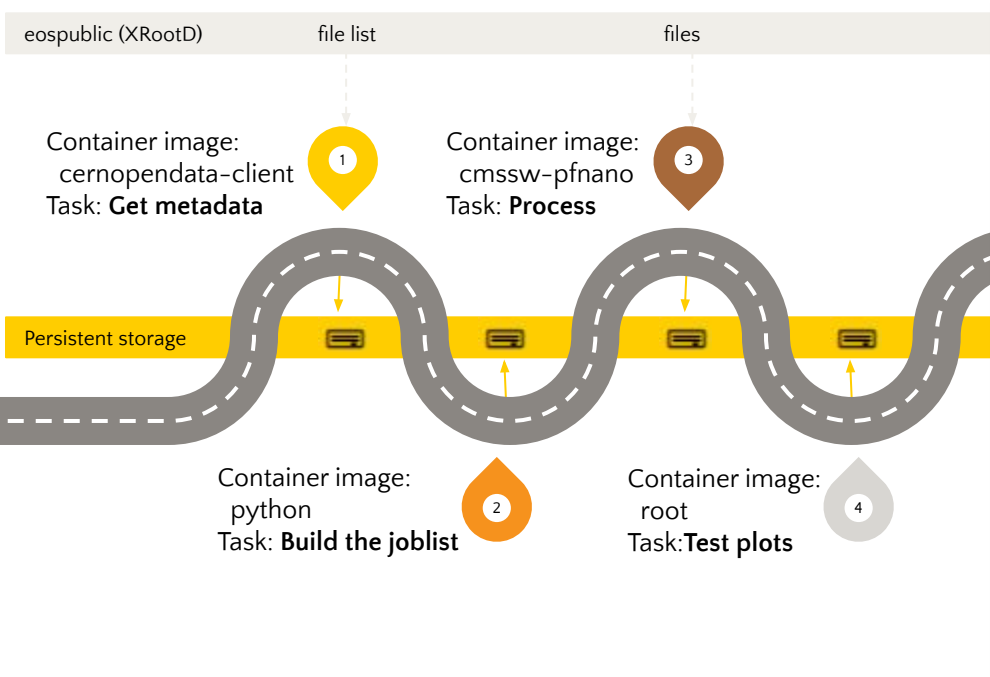 eospublic (XRootD)
file list
files
Container image:
cernopendata-client
Task: Get metadata
1
Container image:
cmssw-pfnano
Task: Process
3
Persistent storage
Container image:
python
Task: Build the joblist
2
Container image:
root
Task:Test plots
4